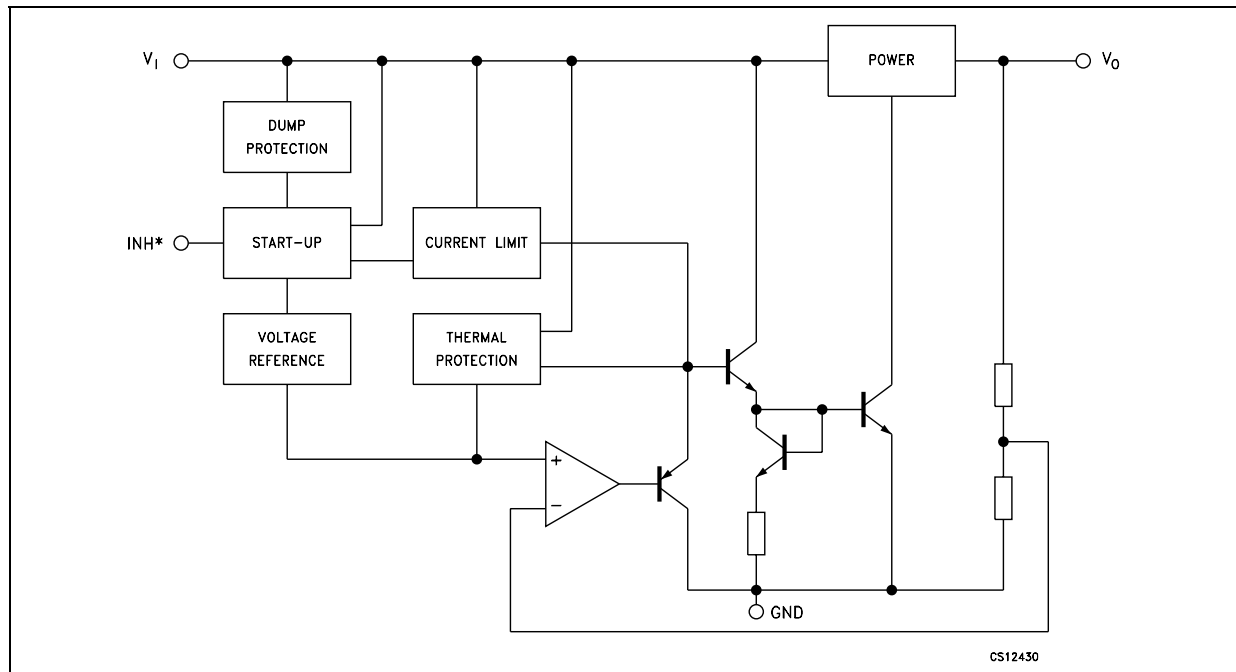 V_I
POWER
V_O
DUMP
PROTECTION
INH*
START-UP
CURRENT LIMIT
VOLTAGE
REFERENCE
THERMAL
PROTECTION
+
−
GND
CS12430